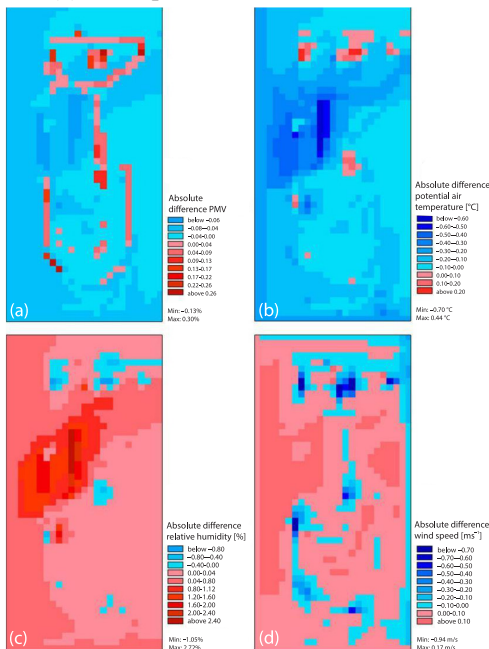 Absolute
difference PMV
below −0.06
−0.08—0.04
−0.04-0.00
0.00-0.04
0.04-0.09
0.09-0.13
0.13-0.17
0.17-0.22
0.22-0.26
above 0.26
Min: −0.13%
Max: 0.30%
(a)
Absolute difference
potential air
temperature [°C]
below −0.60
−0.60-0.50
−0.50—0.40
−0.40—0.30
−0.30—0.20
−0.20—0.10
−0.10-0.00
0.00-0.10
0.10-0.20
above 0.20
Min: −0.70 °C
Max: 0.44 °C
(b)
Absolute difference
relative humidity [%]
below −0.80
−0.80—0.40
−0.40-0.00
0.00-0.04
0.04-0.80
0.80-1.12
1.20-1.60
1.60-2.00
2.00-2.40
above 2.40
Min: −1.05%
Max: 2.72%
(c)
Absolute difference
wind speed [ms⁻¹]
below −0.70
−0.70—0.60
−0.60—0.50
−0.50—0.40
−0.40—0.30
−0.30—0.20
−0.20—0.10
−0.10-0.00
0.00-0.10
above 0.10
Min: −0.94 m/s
Max: 0.17 m/s
(d)